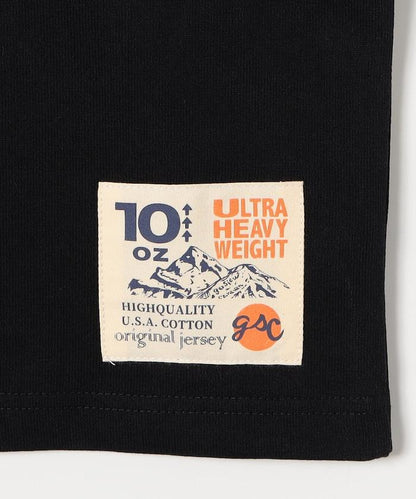 10 OZ
ULTRA
HEAVY
WEIGHT
HIGHQUALITY
U.S.A. COTTON
original jersey
gsc